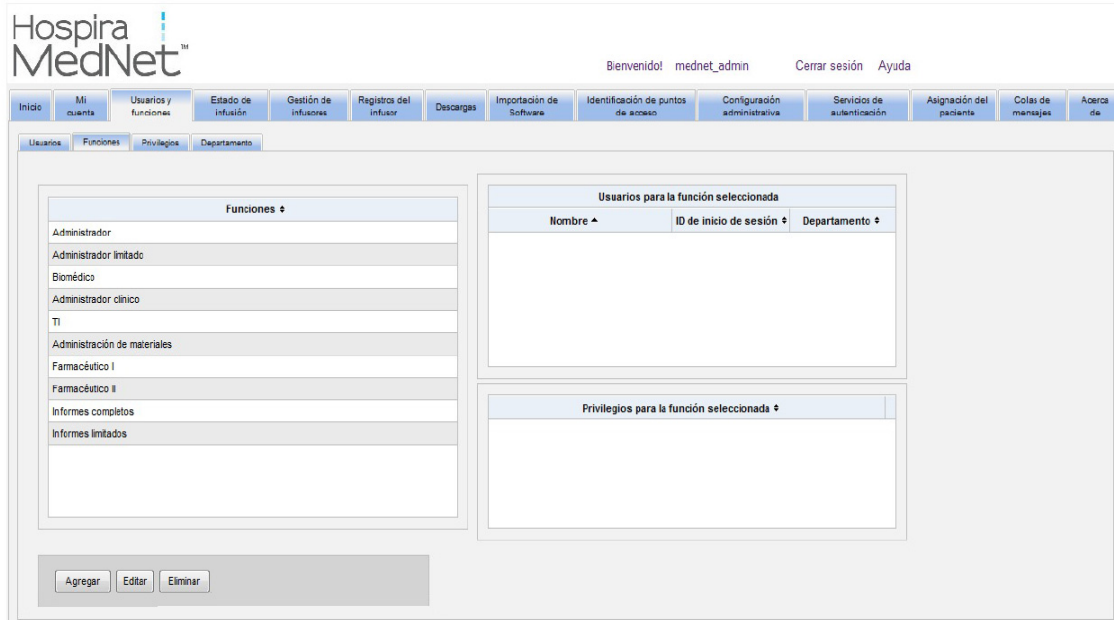 Hospira
MedNet™
Bienvenido! mednet_admin Cerrar sesión Ayuda
Inicio
Mi cuenta
Usuarios y funciones
Estado de infusión
Gestión de infusores
Registros del infusor
Descargas
Importación de Software
Identificación de puntos de acceso
Configuración administrativa
Servicios de autenticación
Asignación del paciente
Colas de mensajes
Acerca de
Usuarios Funciones Privilegios Departamento
Funciones
Administrador
Administrador limitado
Biomédico
Administrador clínico
TI
Administración de materiales
Farmacéutico I
Farmacéutico II
Informes completos
Informes limitados
Usuarios para la función seleccionada
Nombre ID de inicio de sesión Departamento
Privilegios para la función seleccionada
Agregar Editar Eliminar